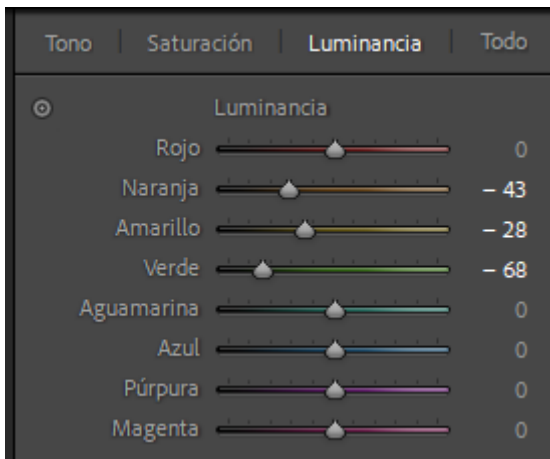 Tono | Saturación | Luminancia | Todo
Luminancia
Rojo 0
Naranja – 43
Amarillo – 28
Verde – 68
Aguamarina 0
Azul 0
Púrpura 0
Magenta 0